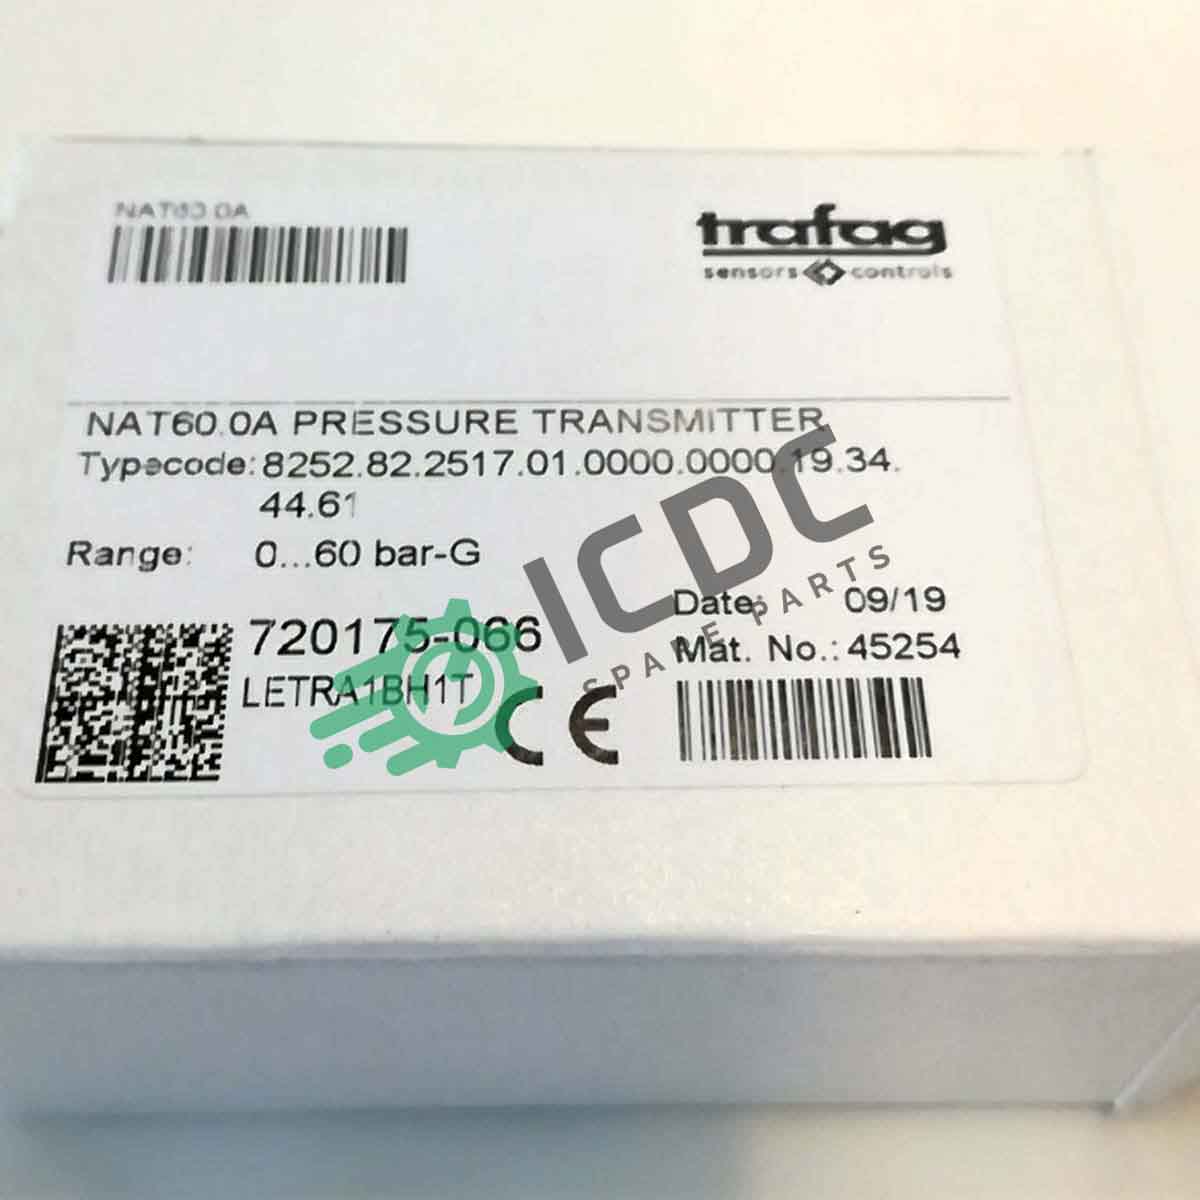 NAT60.0A
trafag
sensors controls
NAT60.0A PRESSURE TRANSMITTER
Typecode: 8252.82.2517.01.0000.0000.19.34.
44.61
Range: 0...60 bar-G
720175-066
LETRA1BH1T
CE
Date: 09/19
Mat. No.: 45254
ICDC
SPARE PARTS